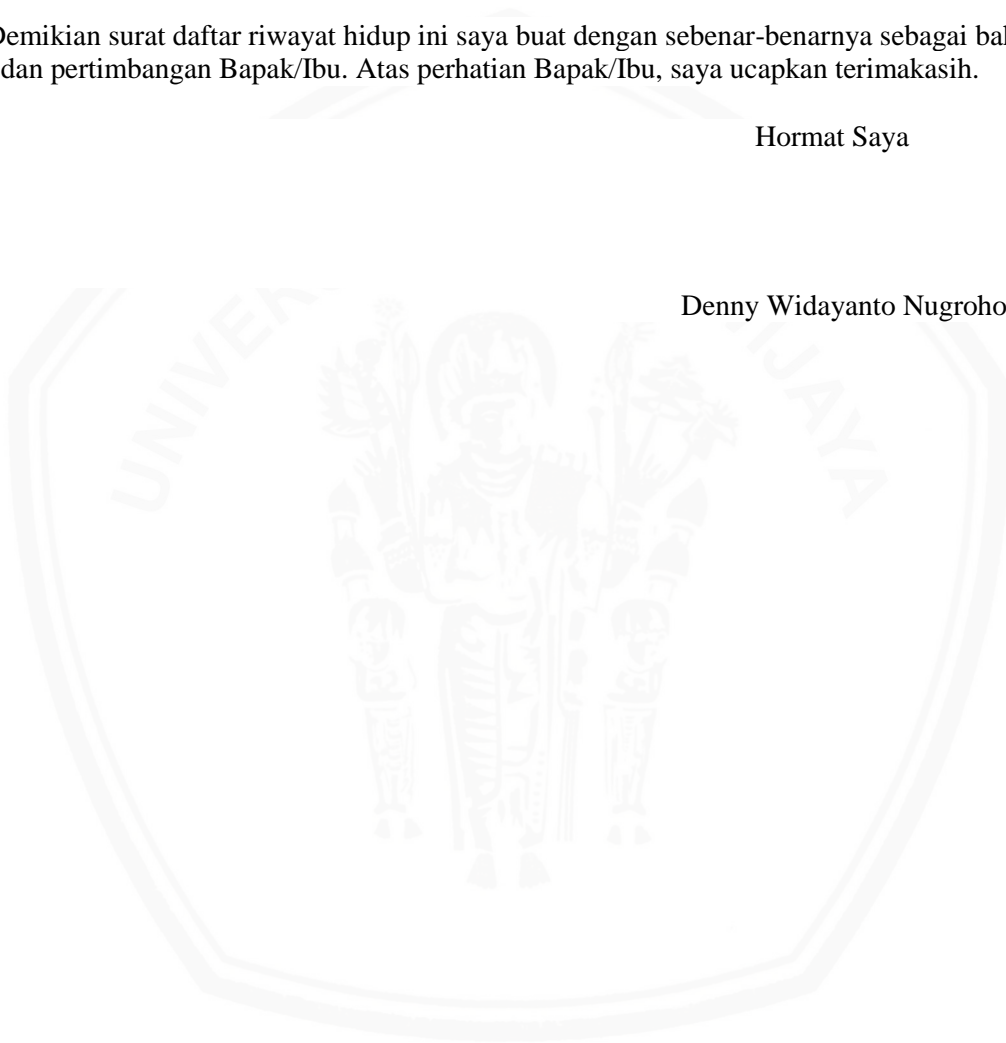 Demikian surat daftar riwayat hidup ini saya buat dengan sebenar-benarnya sebagai
dan pertimbangan Bapak/Ibu. Atas perhatian Bapak/Ibu, saya ucapkan terimakasih.
Hormat Saya
Denny Widayanto Nugroho